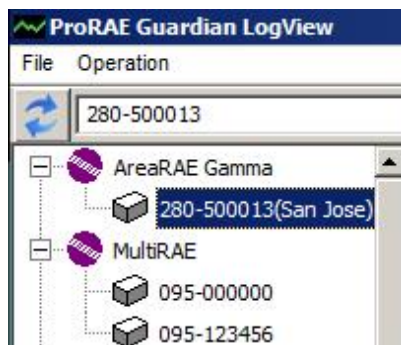 ProRAE Guardian LogView
File Operation
280-500013
AreaRAE Gamma
280-500013(San Jose)
MultiRAE
095-000000
095-123456